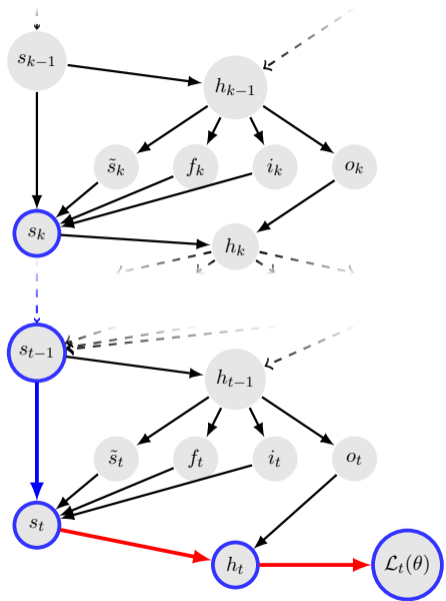 s_{k-1}
h_{k-1}
s̃_k f_k i_k o_k
s_k
h_k
s_{t-1}
h_{t-1}
s̃_t f_t i_t o_t
s_t
h_t ℒ_t(θ)